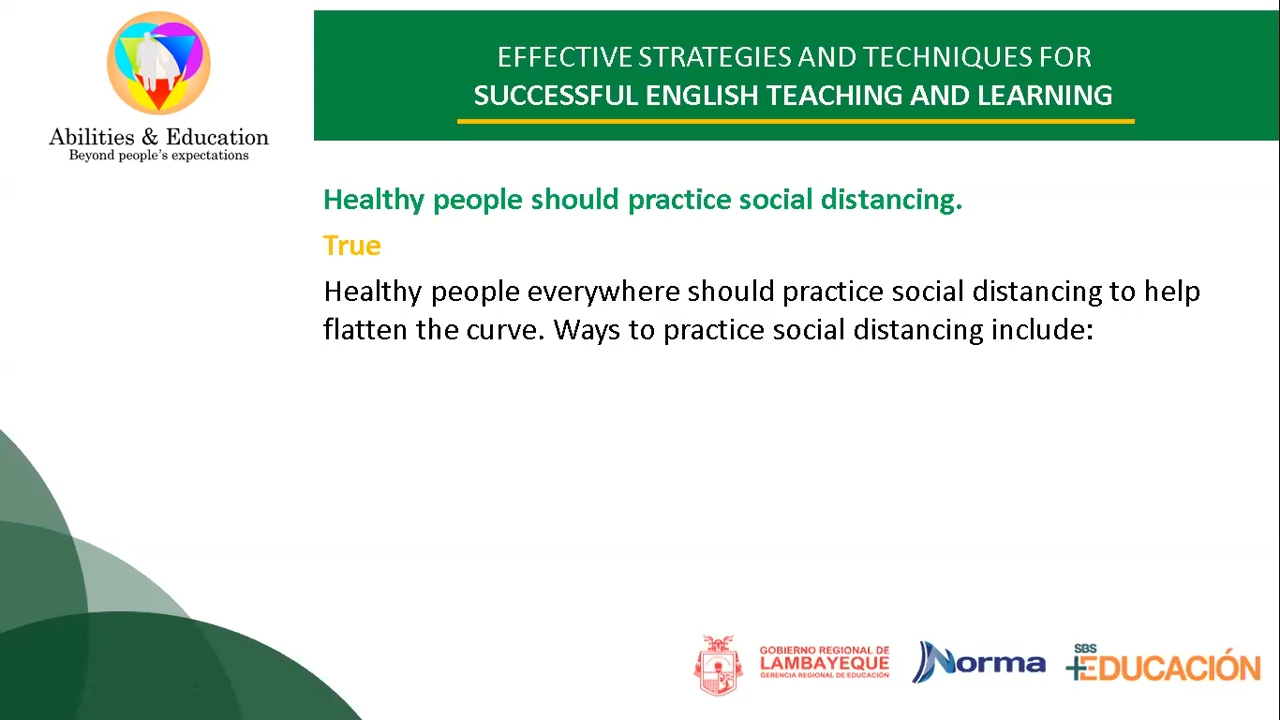 Abilities & Education
Beyond people's expectations
EFFECTIVE STRATEGIES AND TECHNIQUES FOR
SUCCESSFUL ENGLISH TEACHING AND LEARNING
Healthy people should practice social distancing.
True
Healthy people everywhere should practice social distancing to help
flatten the curve. Ways to practice social distancing include:
GOBIERNO REGIONAL DE
LAMBAYEQUE
GERENCIA REGIONAL DE EDUCACIÓN
Norma
SBS
+EDUCACIÓN